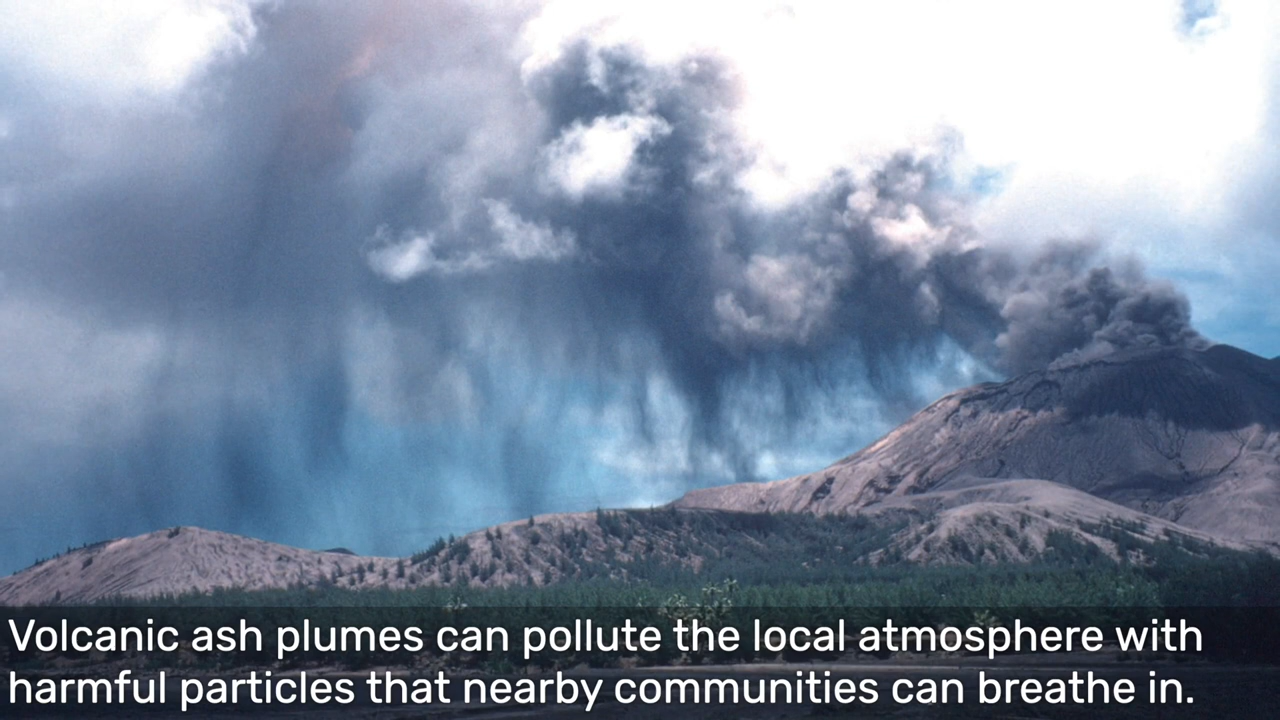 Volcanic ash plumes can pollute the local atmosphere with
harmful particles that nearby communities can breathe in.